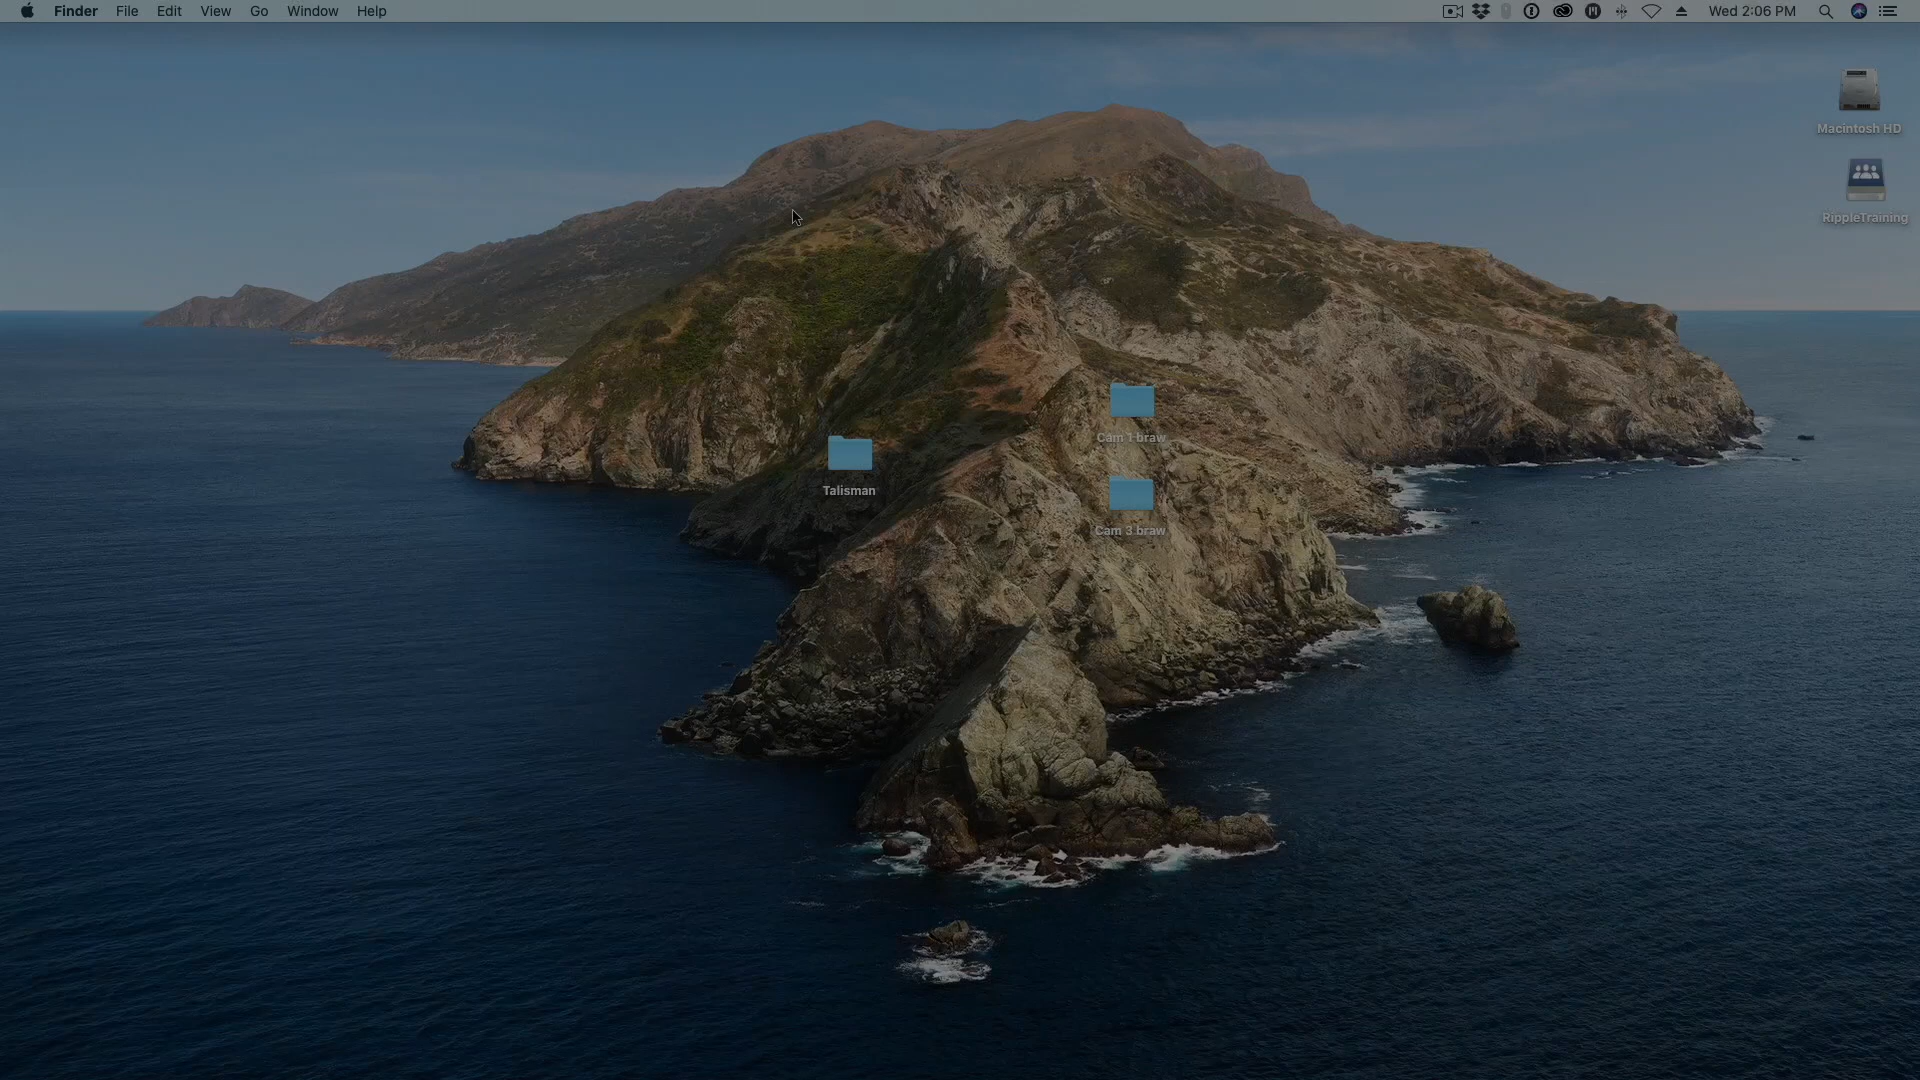 Finder File Edit View Go Window Help Wed 2:06 PM
Macintosh HD
RippleTraining
Cam 1 braw
Talisman
Cam 3 braw